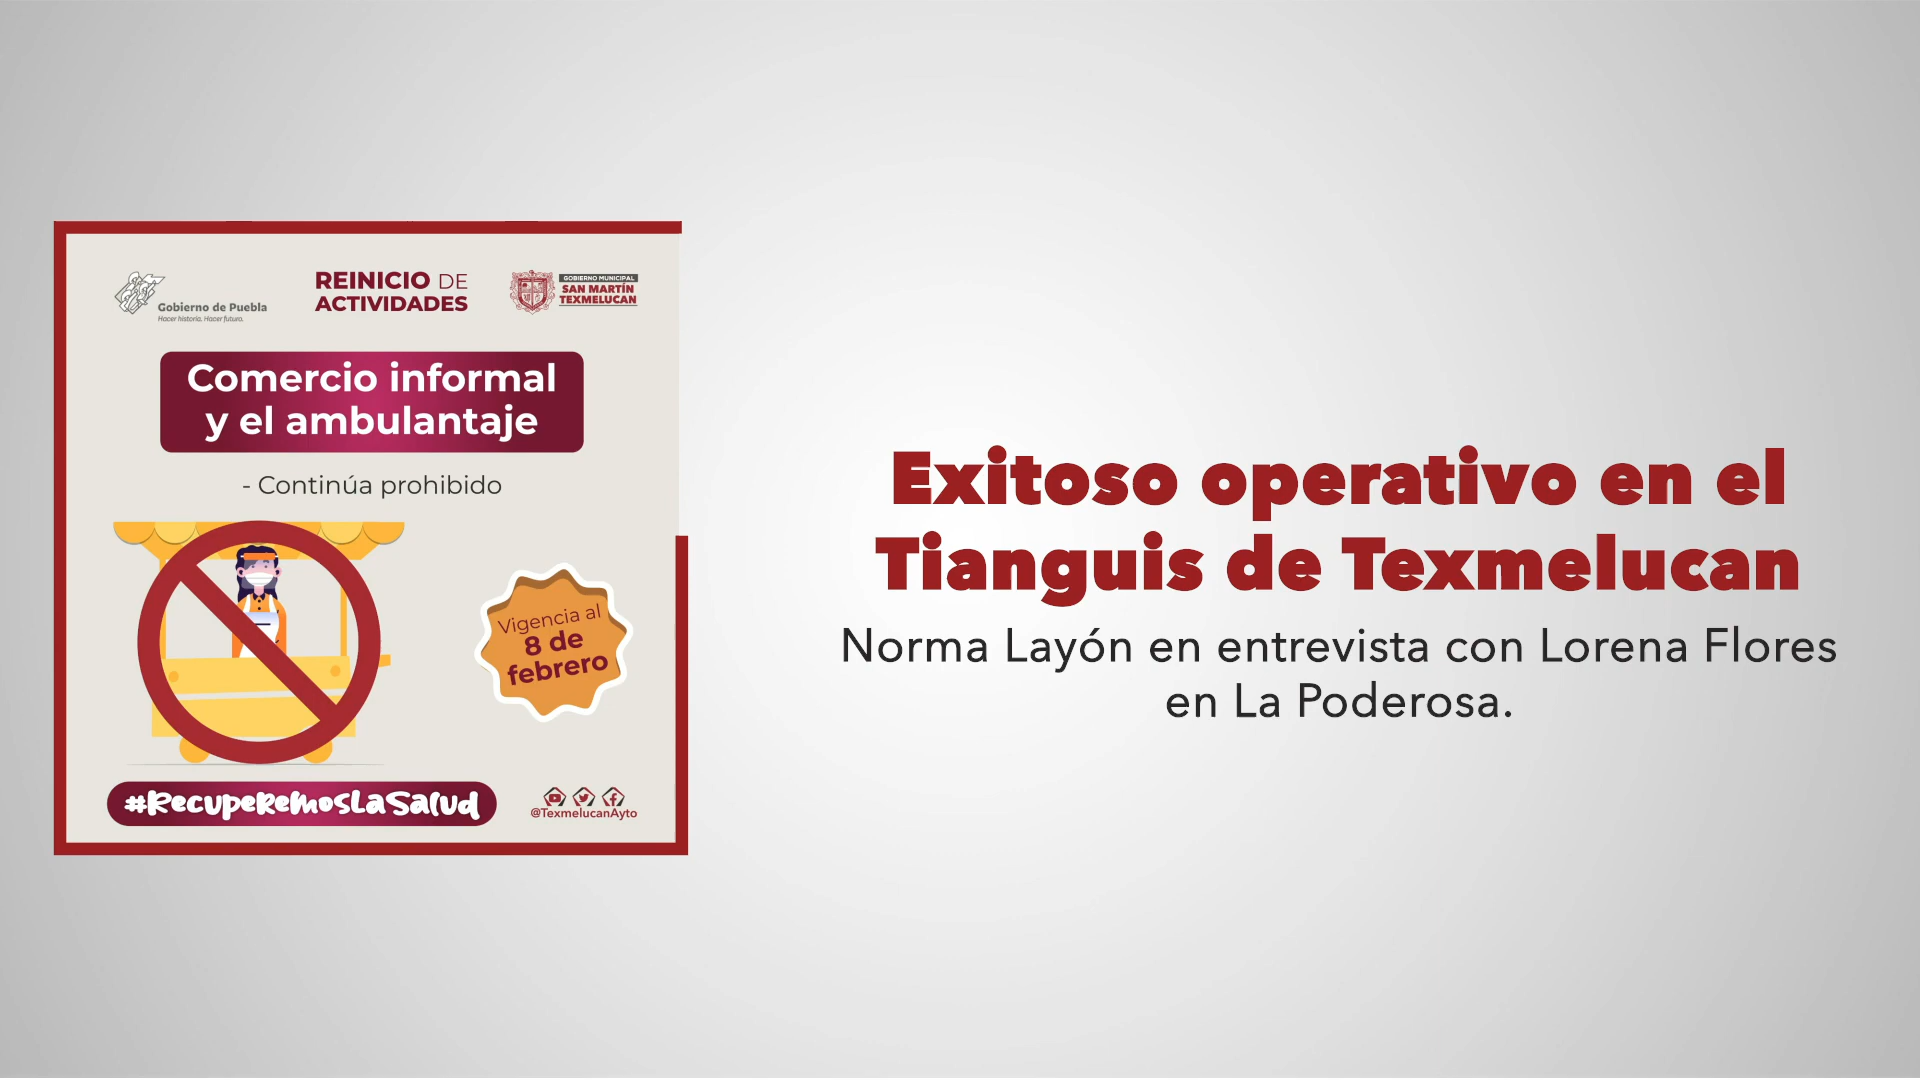 Gobierno de Puebla
Hacer historia. Hacer futuro.
REINICIO DE
ACTIVIDADES
GOBIERNO MUNICIPAL
SAN MARTÍN
TEXMELUCAN
Comercio informal
y el ambulantaje
- Continúa prohibido
Vigencia al
8 de
febrero
#RecuperemosLaSalud
@TexmelucanAyto
Exitoso operativo en el
Tianguis de Texmelucan
Norma Layón en entrevista con Lorena Flores
en La Poderosa.